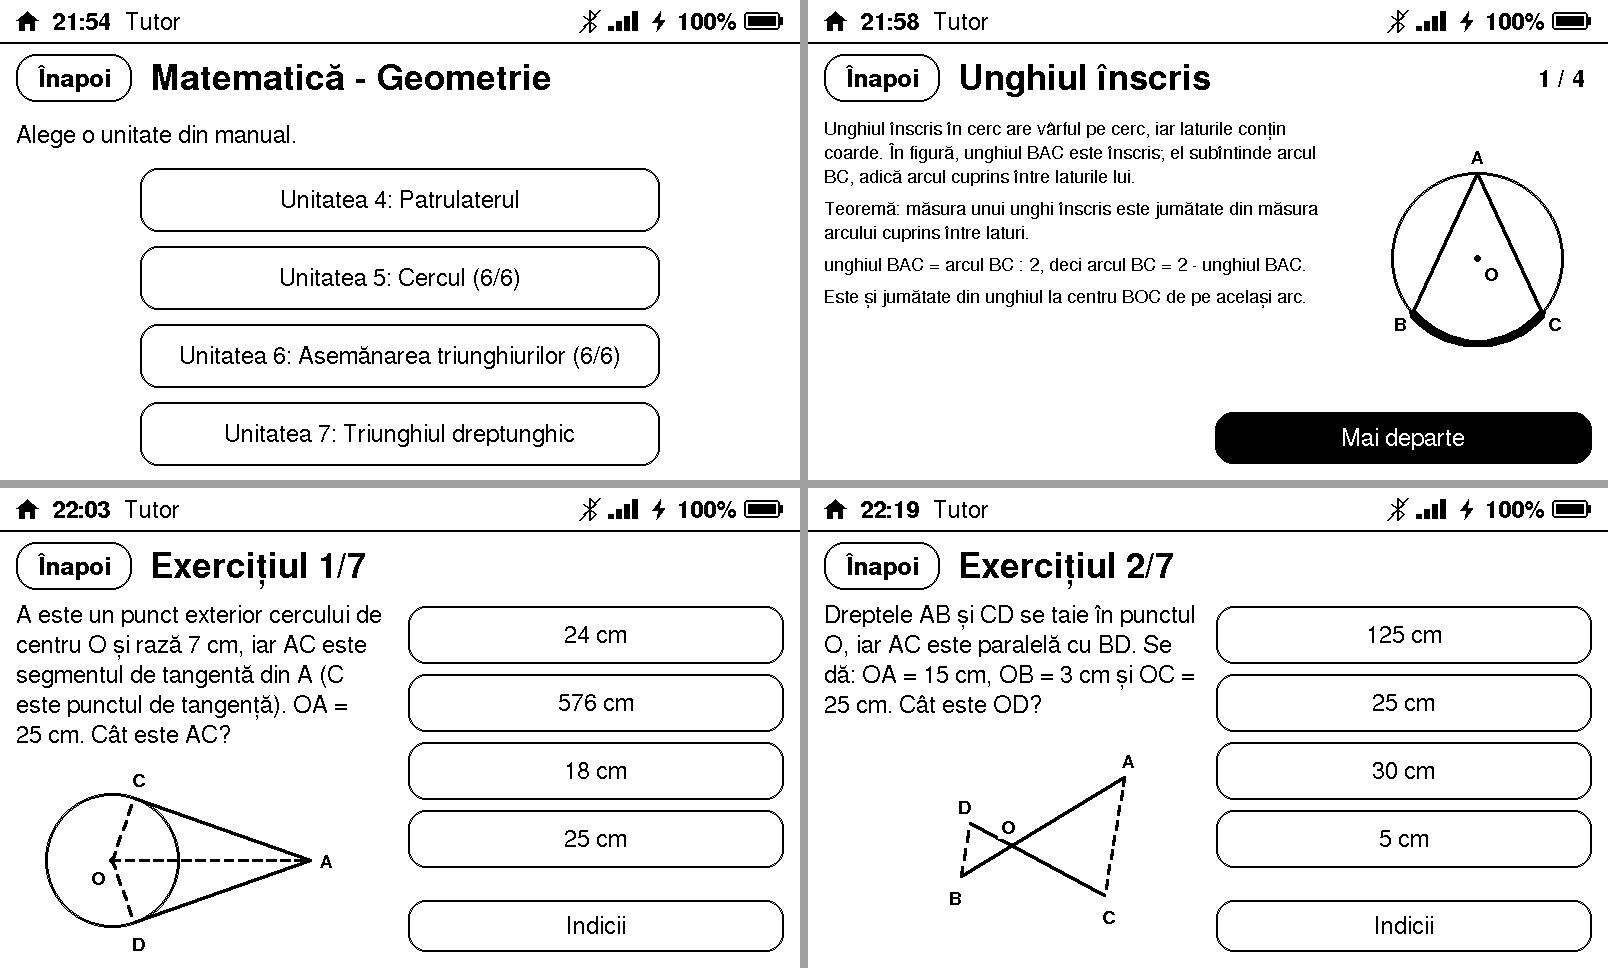 21:54 Tutor 100%
Înapoi Matematică - Geometrie
Alege o unitate din manual.
Unitatea 4: Patrulaterul
Unitatea 5: Cercul (6/6)
Unitatea 6: Asemănarea triunghiurilor (6/6)
Unitatea 7: Triunghiul dreptunghic
21:58 Tutor 100%
Înapoi Unghiul înscris 1 / 4
Unghiul înscris în cerc are vârful pe cerc, iar laturile conțin
coarde. În figură, unghiul BAC este înscris; el subîntinde arcul
BC, adică arcul cuprins între laturile lui.
Teoremă: măsura unui unghi înscris este jumătate din măsura
arcului cuprins între laturi.
unghiul BAC = arcul BC : 2, deci arcul BC = 2 · unghiul BAC.
Este și jumătate din unghiul la centru BOC de pe același arc.
A
O
B
C
Mai departe
22:03 Tutor 100%
Înapoi Exercițiul 1/7
A este un punct exterior cercului de
centru O și rază 7 cm, iar AC este
segmentul de tangentă din A (C
este punctul de tangență). OA =
25 cm. Cât este AC?
C
A
O
D
24 cm
576 cm
18 cm
25 cm
Indicii
22:19 Tutor 100%
Înapoi Exercițiul 2/7
Dreptele AB și CD se taie în punctul
O, iar AC este paralelă cu BD. Se
dă: OA = 15 cm, OB = 3 cm și OC =
25 cm. Cât este OD?
A
D
O
B
C
125 cm
25 cm
30 cm
5 cm
Indicii